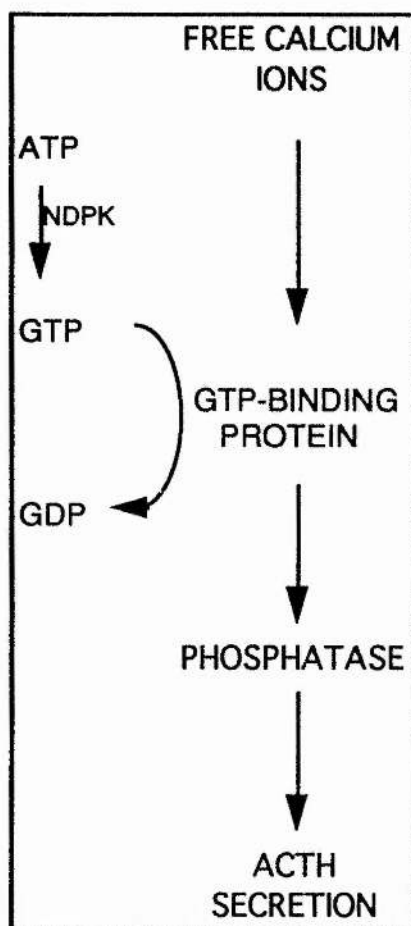 FREE CALCIUM
IONS
ATP
NDPK
GTP
GTP-BINDING
PROTEIN
GDP
PHOSPHATASE
ACTH
SECRETION